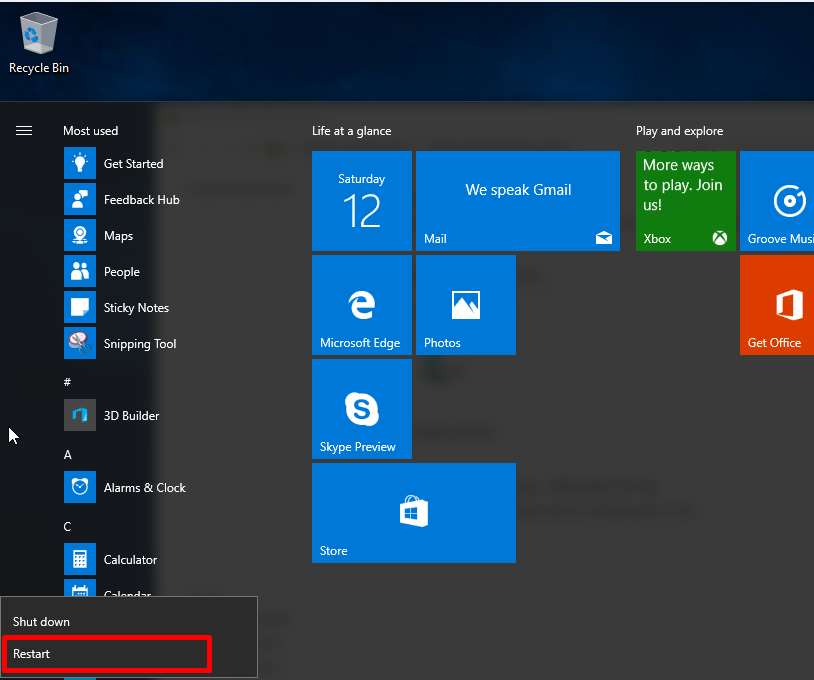 Recycle Bin
Most used
Get Started
Feedback Hub
Maps
People
Sticky Notes
Snipping Tool
#
3D Builder
A
Alarms & Clock
C
Calculator
Calendar
Shut down
Restart
Life at a glance
Saturday
12
We speak Gmail
Mail
Microsoft Edge
Photos
Skype Preview
Store
Play and explore
More ways
to play. Join
us!
Xbox
Groove Musi
Get Office